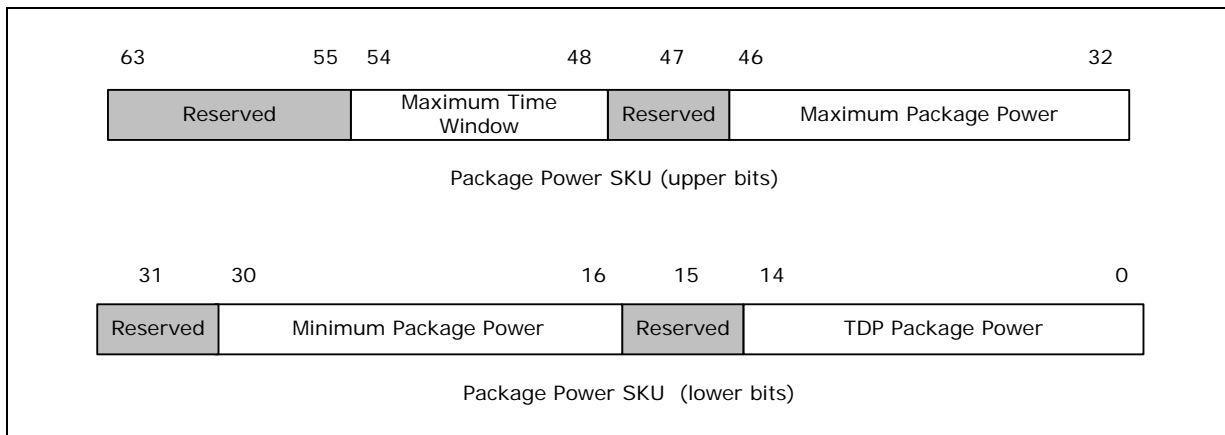 63 55 54 48 47 46 32
Reserved Maximum Time Window Reserved Maximum Package Power
Package Power SKU (upper bits)
31 30 16 15 14 0
Reserved Minimum Package Power Reserved TDP Package Power
Package Power SKU (lower bits)